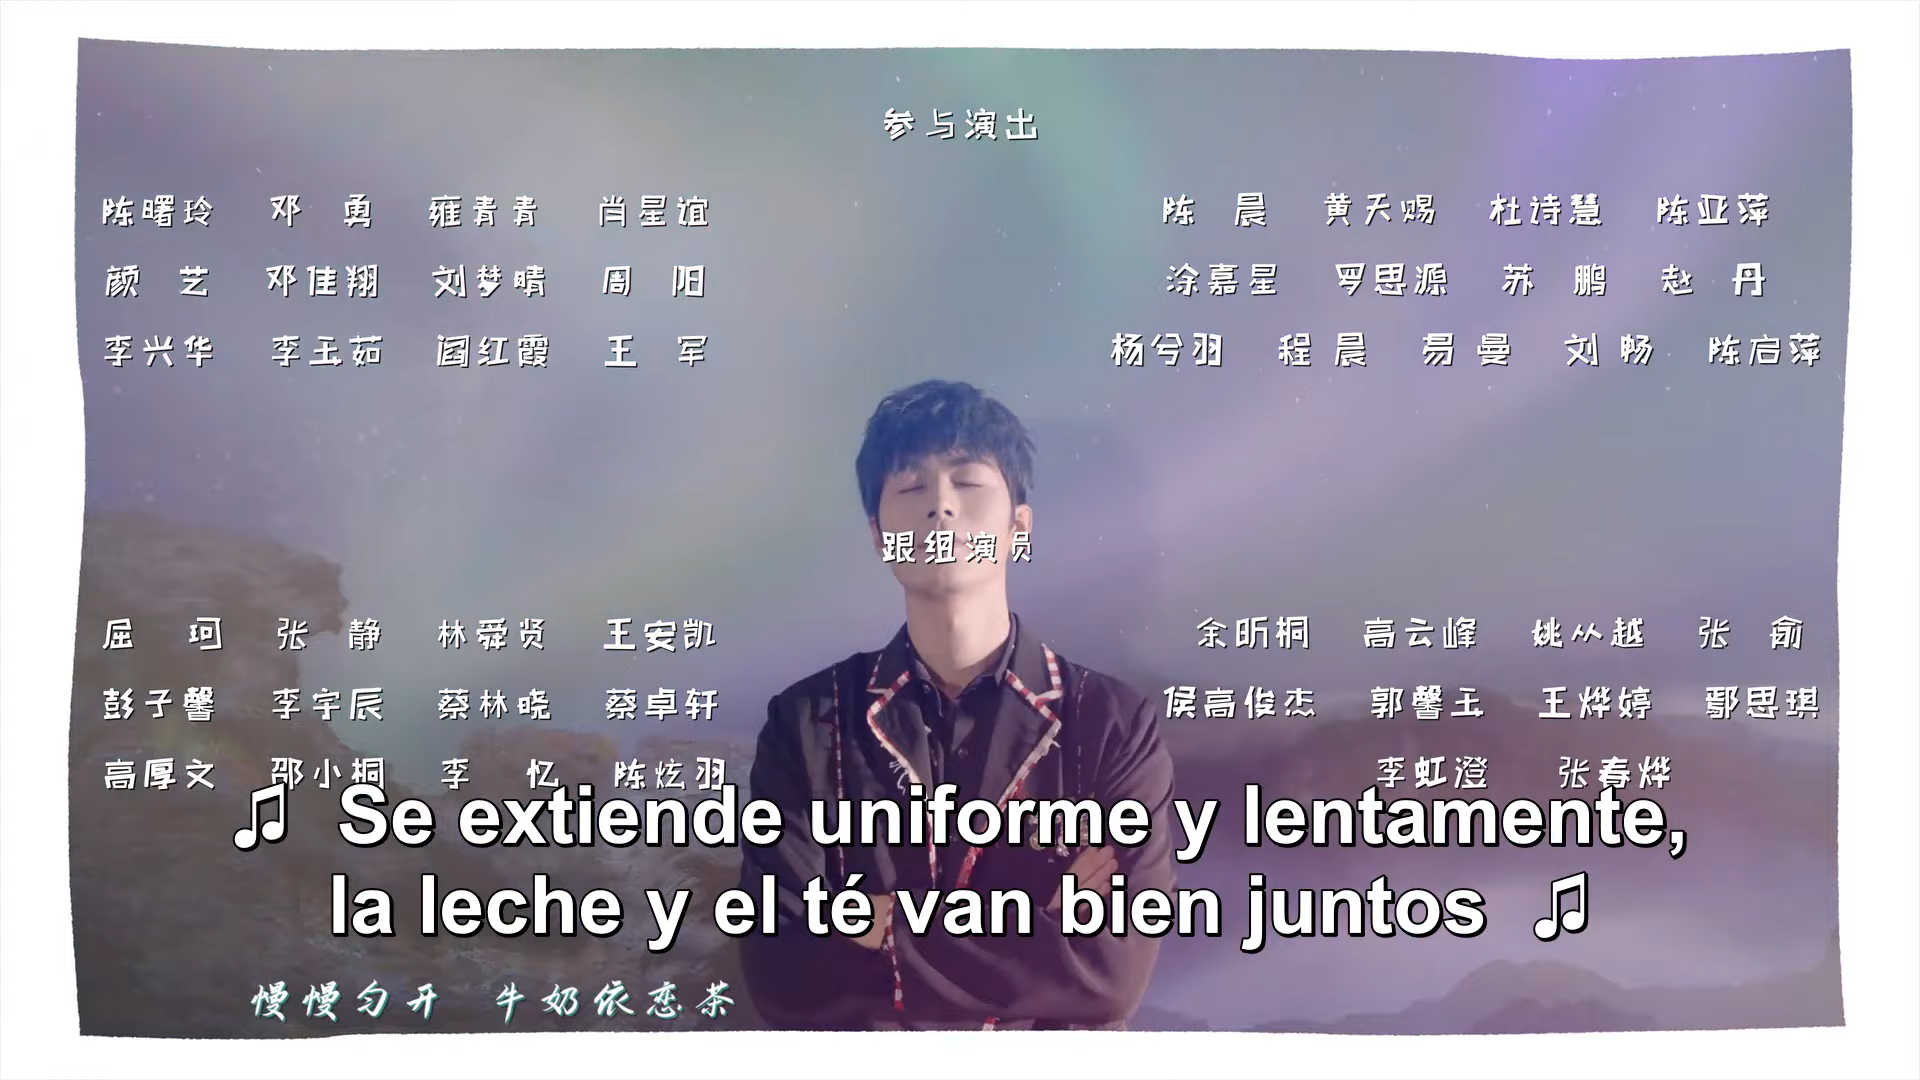 参与演出
陈曙玲 邓勇 雍青青 肖星谊 陈晨 黄天赐 杜诗慧 陈亚萍
颜艺 邓佳翔 刘梦晴 周阳 涂嘉星 罗思源 苏鹏 赵丹
李兴华 李玉茹 阎红霞 王军 杨兮羽 程晨 易曼 刘畅 陈启萍
跟组演员
屈珂 张静 林舜贤 王安凯 余昕桐 高云峰 姚从越 张俞
彭子馨 李宇辰 蔡林晓 蔡卓轩 侯高俊杰 郭馨玉 王烨婷 鄢思琪
高厚文 邵小桐 李忆 陈炫羽 李虹澄 张春烨
♫ Se extiende uniforme y lentamente,
la leche y el té van bien juntos ♫
慢慢匀开 牛奶依恋茶